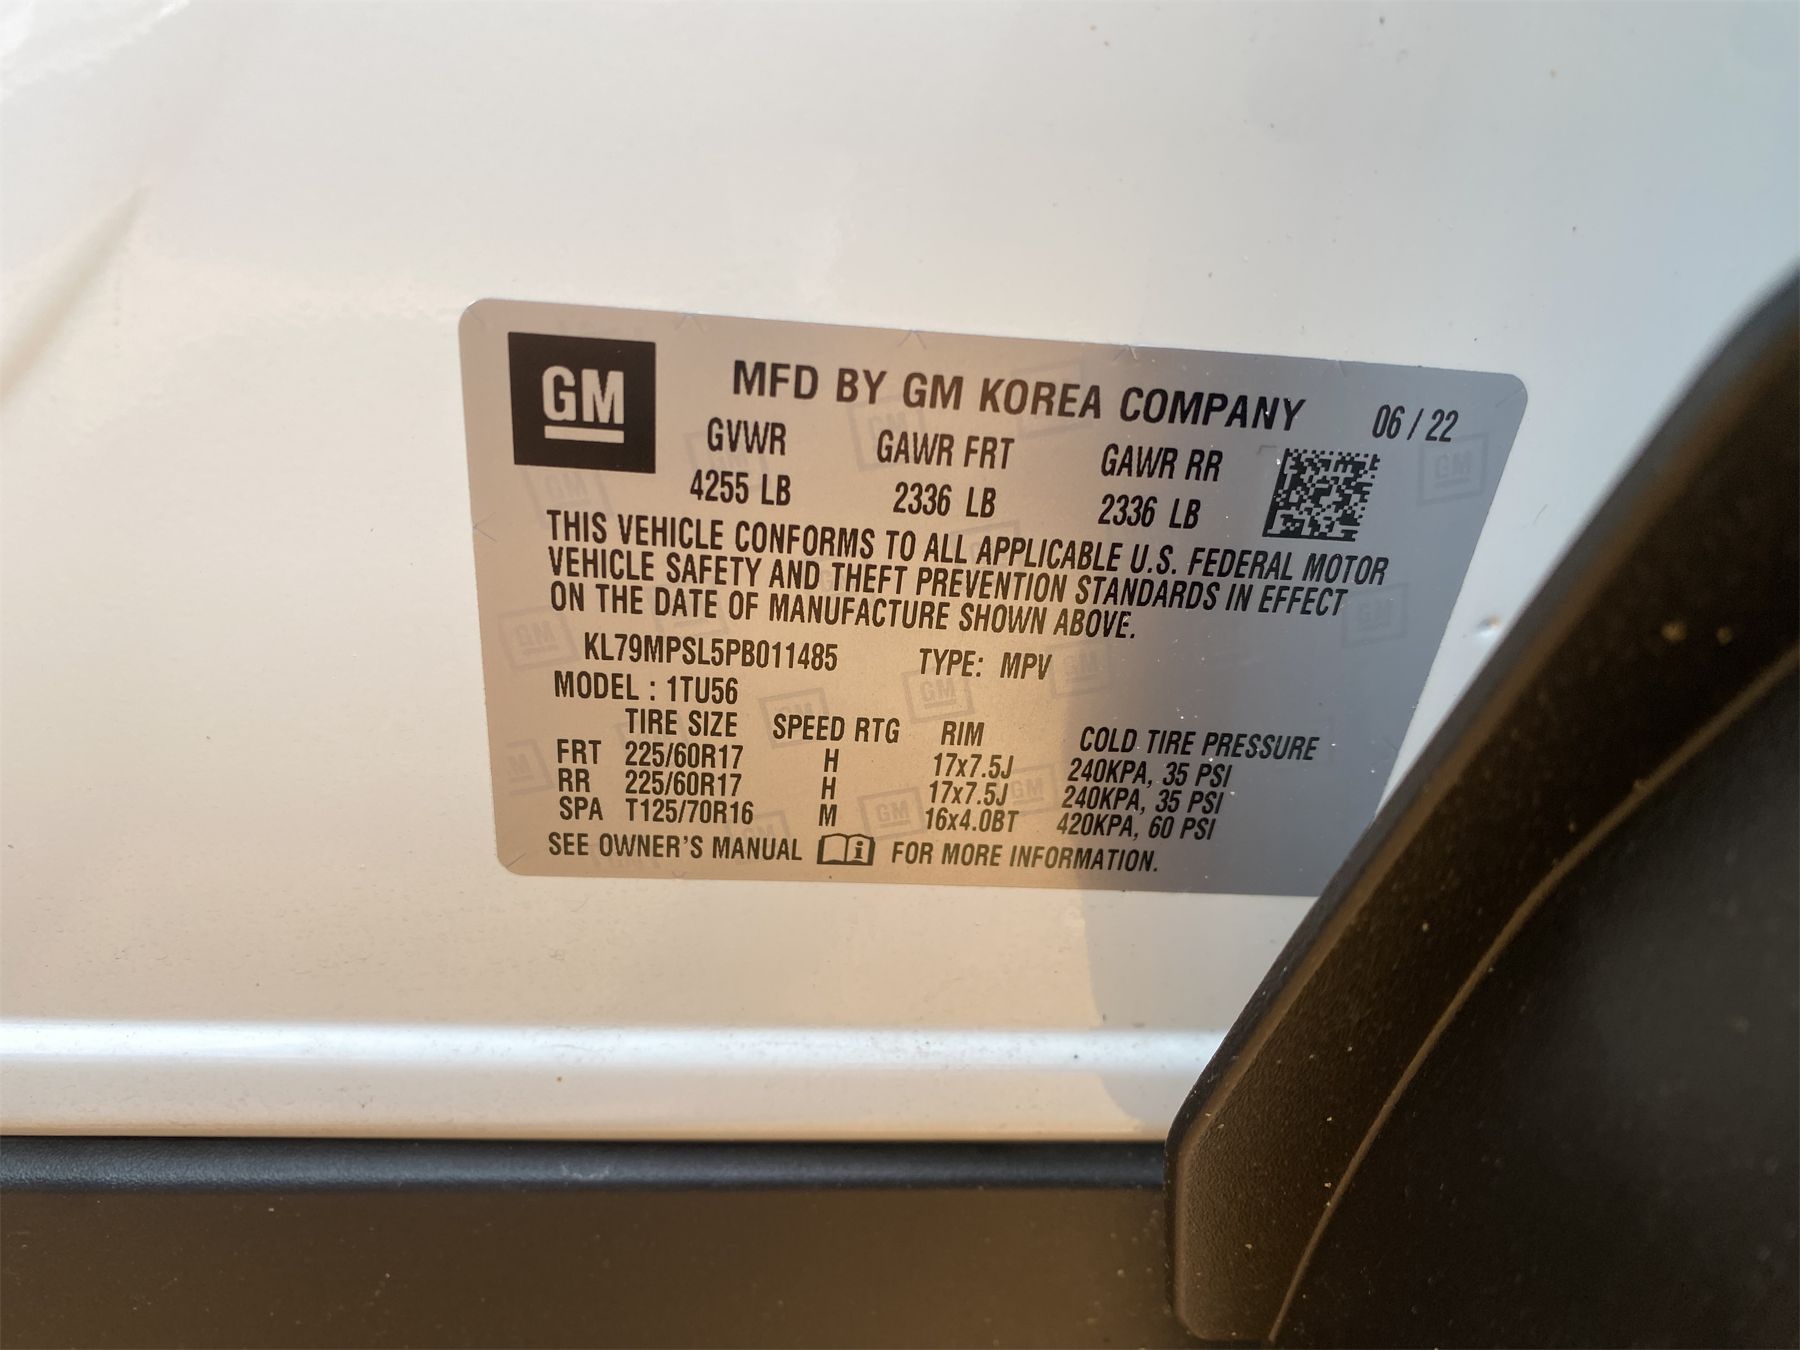 GM
MFD BY GM KOREA COMPANY 06 / 22
GVWR GAWR FRT GAWR RR
4255 LB 2336 LB 2336 LB
THIS VEHICLE CONFORMS TO ALL APPLICABLE U.S. FEDERAL MOTOR
VEHICLE SAFETY AND THEFT PREVENTION STANDARDS IN EFFECT
ON THE DATE OF MANUFACTURE SHOWN ABOVE.
KL79MPSL5PB011485 TYPE: MPV
MODEL : 1TU56
TIRE SIZE SPEED RTG RIM COLD TIRE PRESSURE
FRT 225/60R17 H 17x7.5J 240KPA, 35 PSI
RR 225/60R17 H 17x7.5J 240KPA, 35 PSI
SPA T125/70R16 M 16x4.0BT 420KPA, 60 PSI
SEE OWNER'S MANUAL i FOR MORE INFORMATION.